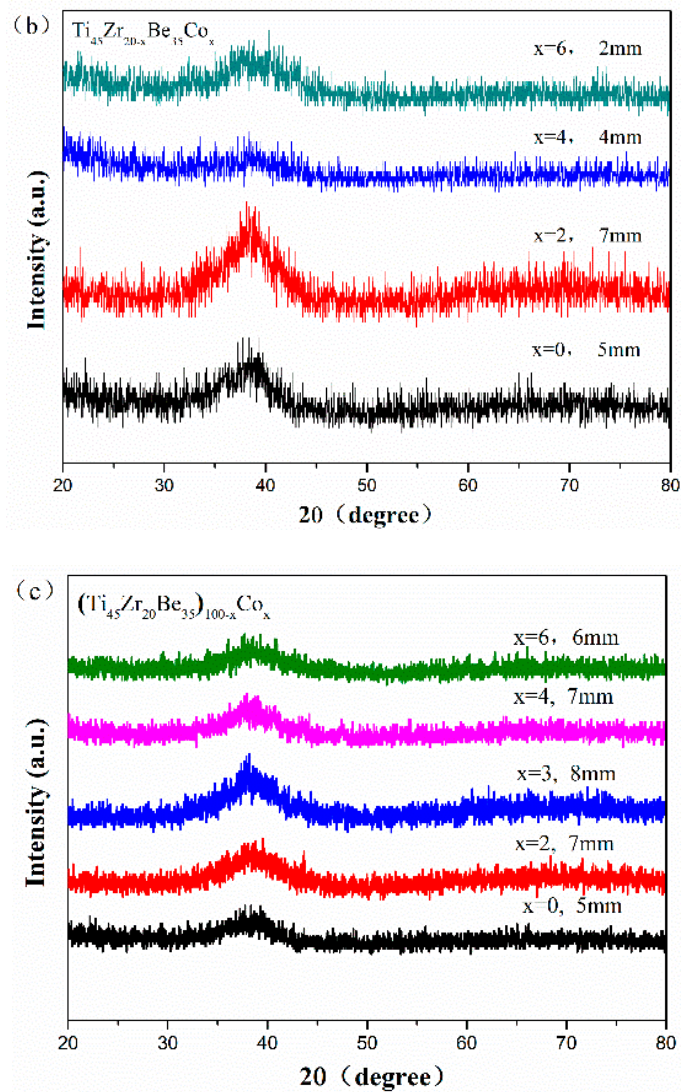 (b) Ti45Zr20-xBe35Cox
x=6, 2mm
x=4, 4mm
x=2, 7mm
x=0, 5mm
Intensity (a.u.)
20 30 40 50 60 70 80
2θ (degree)
(c) (Ti45Zr20Be35)100-xCox
x=6, 6mm
x=4, 7mm
x=3, 8mm
x=2, 7mm
x=0, 5mm
Intensity (a.u.)
20 30 40 50 60 70 80
2θ (degree)